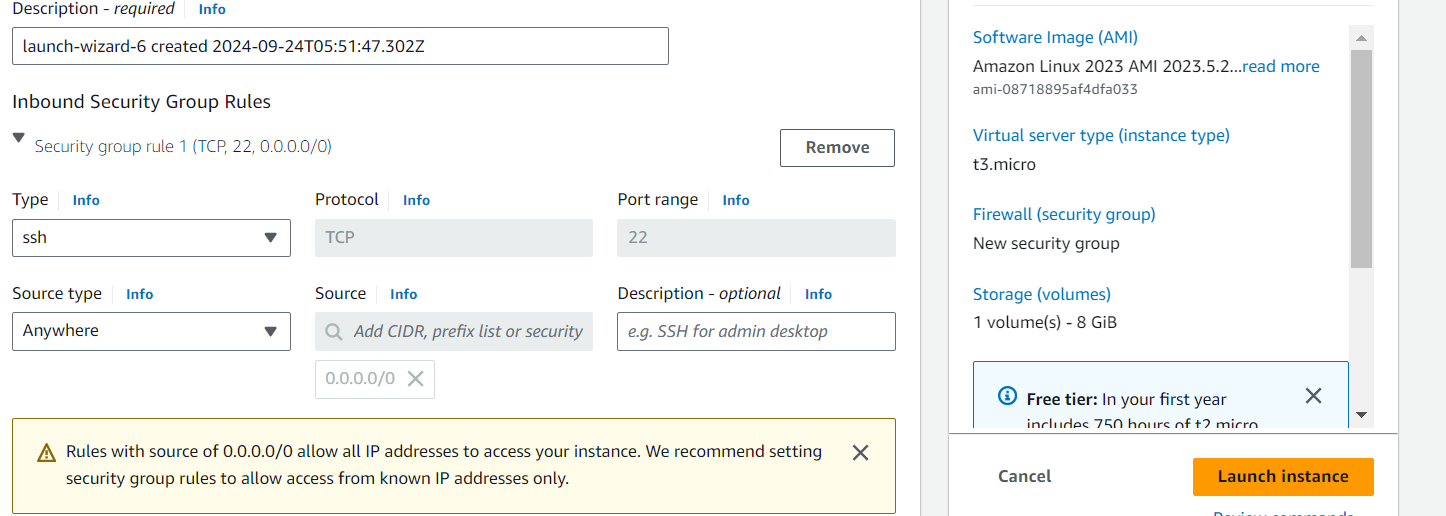 Description - required Info
launch-wizard-6 created 2024-09-24T05:51:47.302Z
Inbound Security Group Rules
Security group rule 1 (TCP, 22, 0.0.0.0/0)
Remove
Type Info
Protocol Info
Port range Info
ssh
TCP
22
Source type Info
Source Info
Description - optional Info
Anywhere
Add CIDR, prefix list or security
e.g. SSH for admin desktop
0.0.0.0/0
Rules with source of 0.0.0.0/0 allow all IP addresses to access your instance. We recommend setting
security group rules to allow access from known IP addresses only.
Software Image (AMI)
Amazon Linux 2023 AMI 2023.5.2...read more
ami-08718895af4dfa033
Virtual server type (instance type)
t3.micro
Firewall (security group)
New security group
Storage (volumes)
1 volume(s) - 8 GiB
Free tier: In your first year
includes 750 hours of t2.micro
Cancel
Launch instance
Review commands